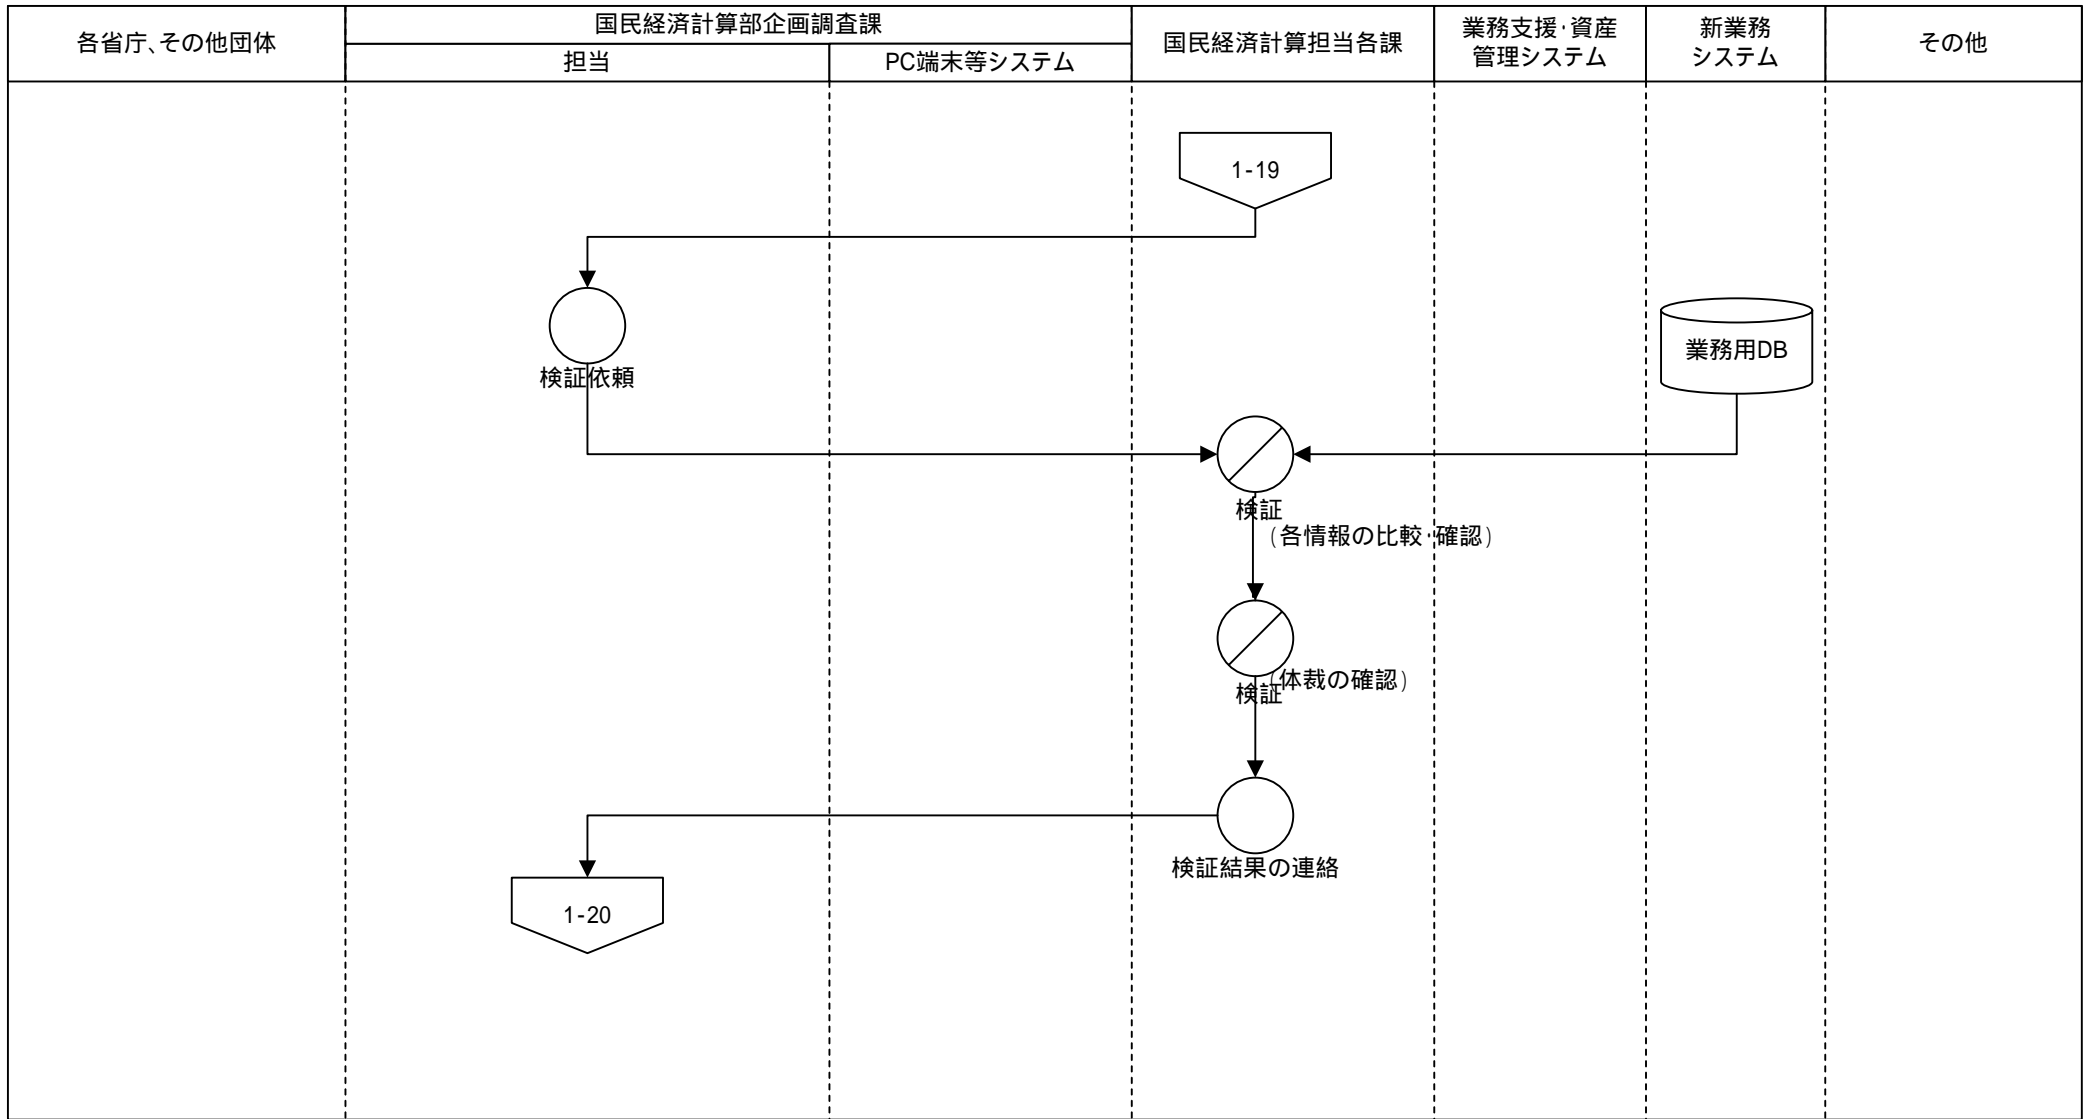 各省庁､その他団体
国民経済計算部企画調査課
担当
PC端末等システム
国民経済計算担当各課
業務支援･資産
管理システム
新業務
システム
その他
1-19
検証依頼
業務用DB
検証
(各情報の比較･確認)
検証
(体裁の確認)
検証結果の連絡
1-20